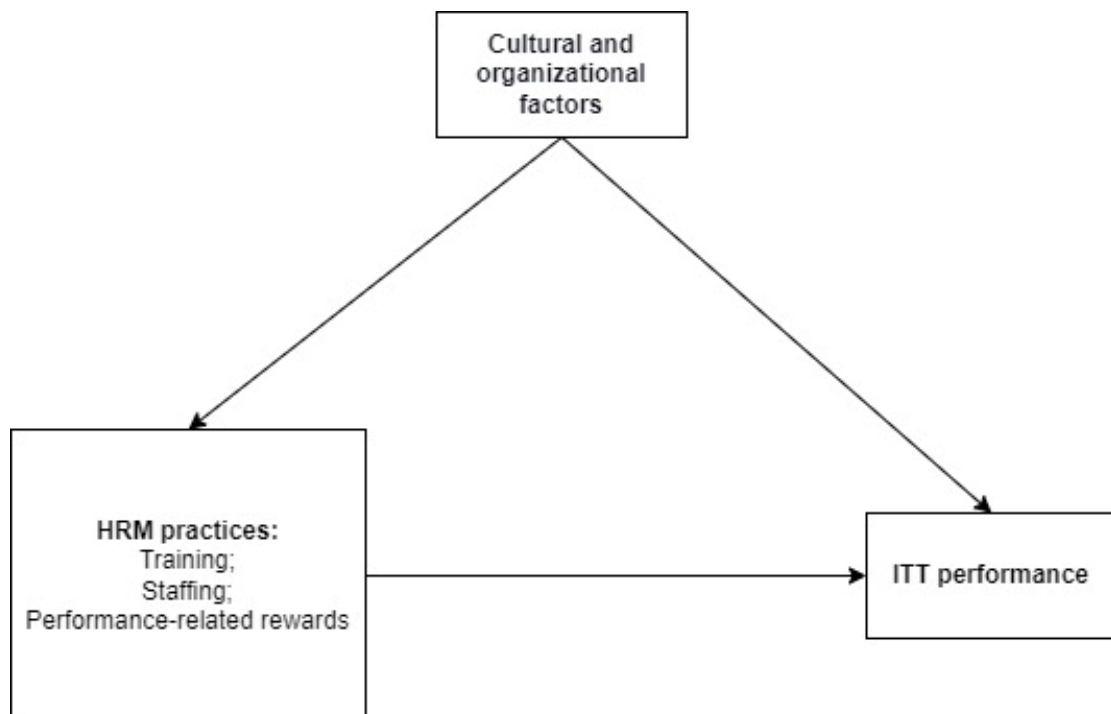 Cultural and
organizational
factors
HRM practices:
Training;
Staffing;
Performance-related rewards
ITT performance